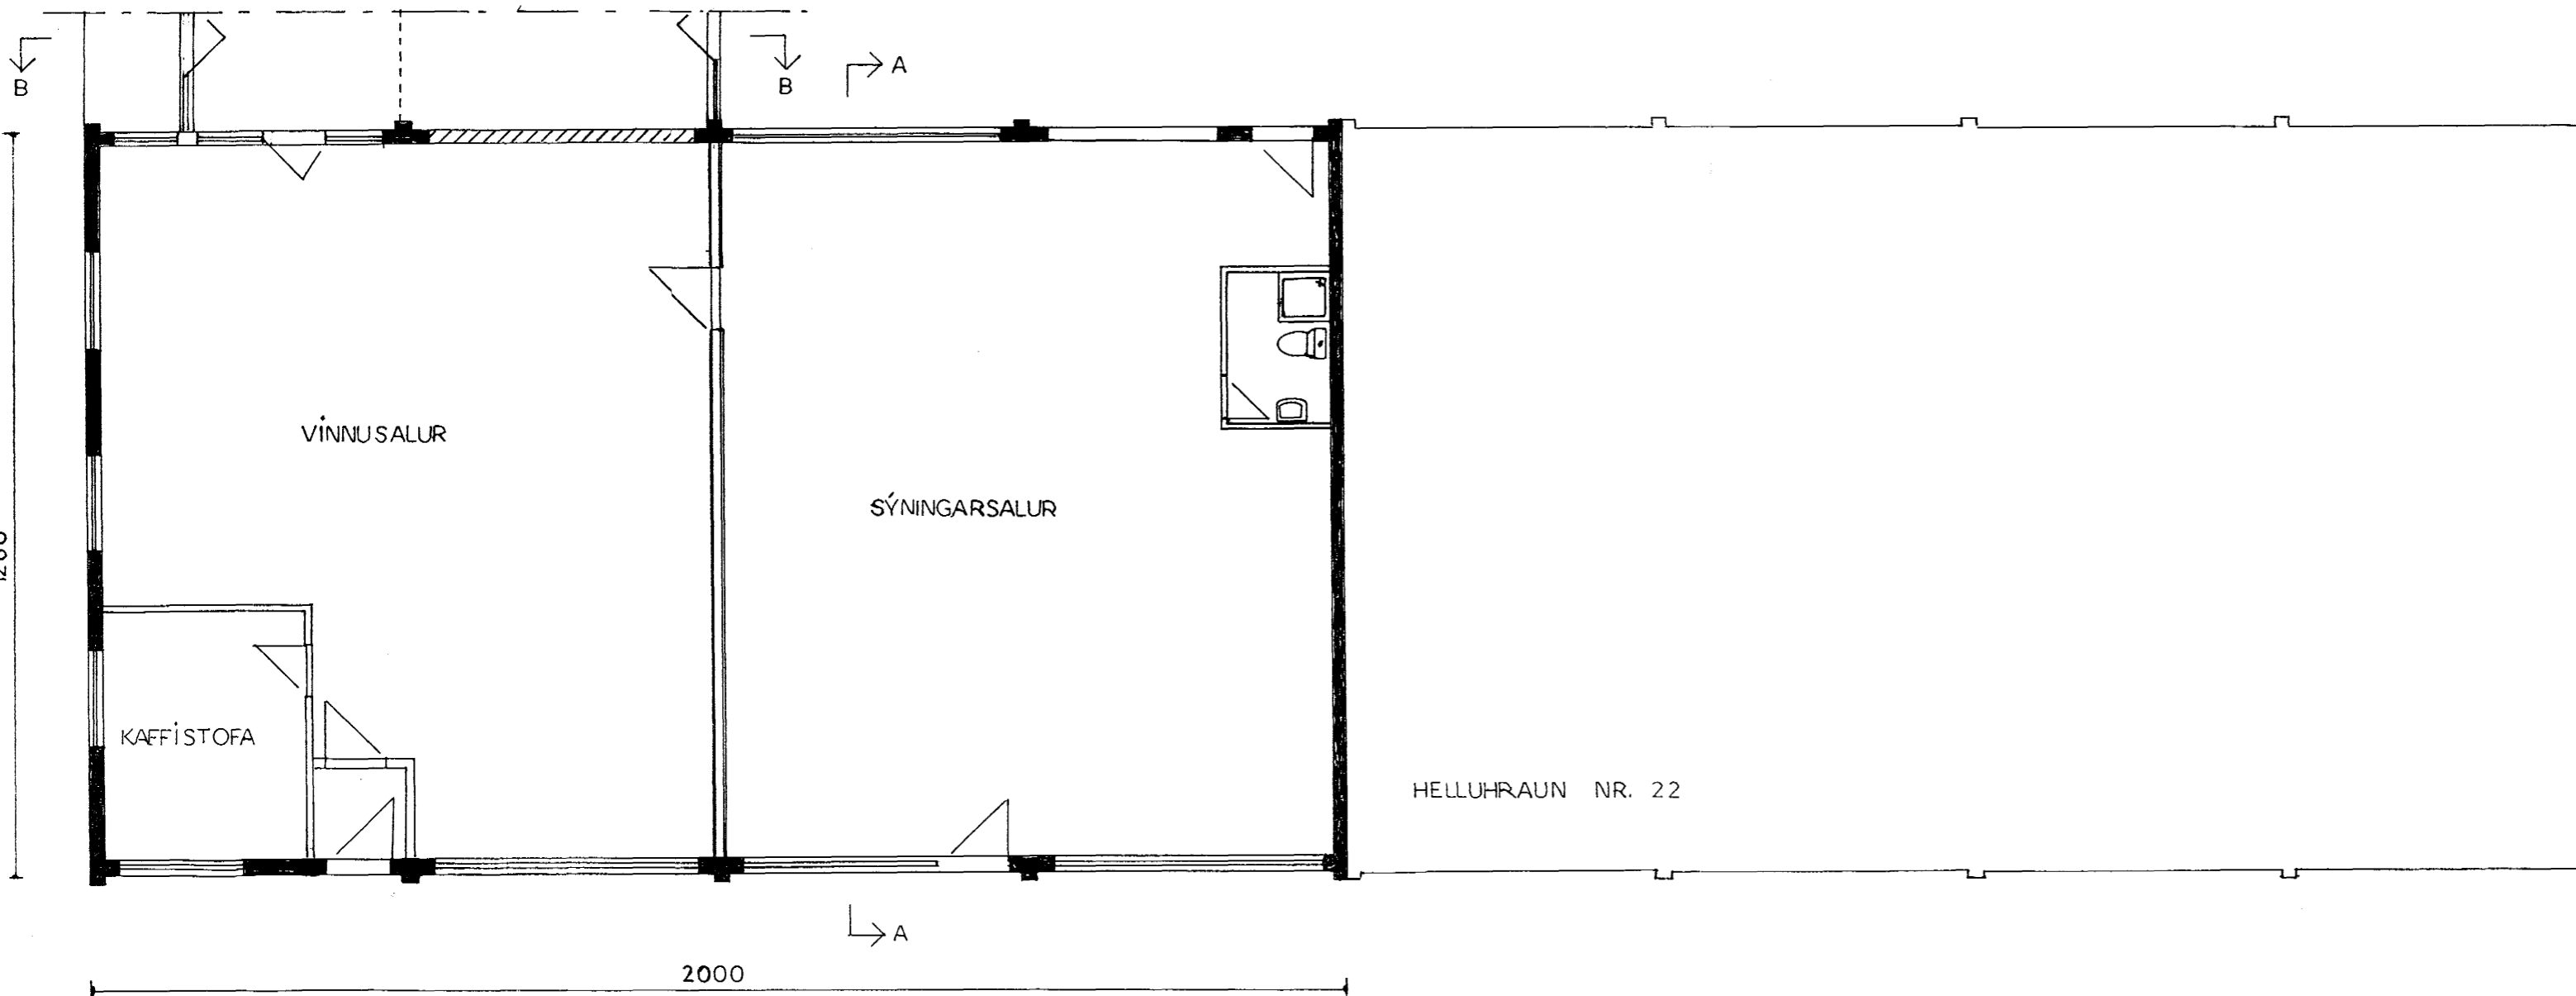 B
B
A
VINNUSALUR
SÝNINGARSALUR
KAFFISTOFA
HELLUHRAUN NR. 22
A
2000